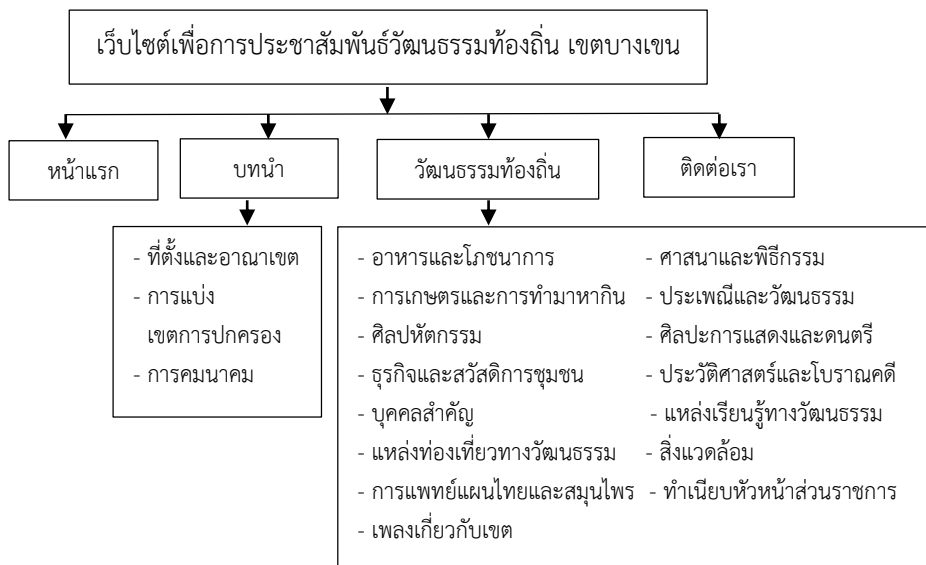 เว็บไซต์เพื่อการประชาสัมพันธ์วัฒนธรรมท้องถิ่น เขตบางเขน
หน้าแรก
บทนำ
วัฒนธรรมท้องถิ่น
ติดต่อเรา
- ที่ตั้งและอาณาเขต
- การแบ่ง
เขตการปกครอง
- การคมนาคม
- อาหารและโภชนาการ
- การเกษตรและการทำมาหากิน
- ศิลปหัตกรรม
- ธุรกิจและสวัสดิการชุมชน
- บุคคลสำคัญ
- แหล่งท่องเที่ยวทางวัฒนธรรม
- การแพทย์แผนไทยและสมุนไพร
- เพลงเกี่ยวกับเขต
- ศาสนาและพิธีกรรม
- ประเพณีและวัฒนธรรม
- ศิลปะการแสดงและดนตรี
- ประวัติศาสตร์และโบราณคดี
- แหล่งเรียนรู้ทางวัฒนธรรม
- สิ่งแวดล้อม
- ทำเนียบหัวหน้าส่วนราชการ